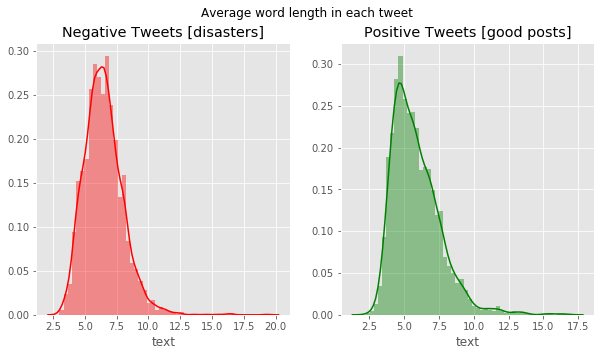 Average word length in each tweet
Negative Tweets [disasters]
Positive Tweets [good posts]
0.30
0.25
0.20
0.15
0.10
0.05
0.00
2.5 5.0 7.5 10.0 12.5 15.0 17.5 20.0
text
0.30
0.25
0.20
0.15
0.10
0.05
0.00
2.5 5.0 7.5 10.0 12.5 15.0 17.5
text